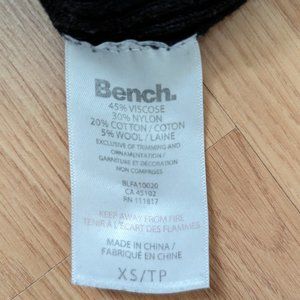 Bench.
45% VISCOSE
30% NYLON
20% COTTON / COTON
5% WOOL / LAINE
EXCLUSIVE OF TRIMMING AND
ORNAMENTATION /
GARNITURE ET DÉCORATION
NON COMPRISES
BLFA10020
CA 45102
RN 111817
KEEP AWAY FROM FIRE
TENIR À L'ÉCART DES FLAMMES
MADE IN CHINA /
FABRIQUÉ EN CHINE
XS/TP